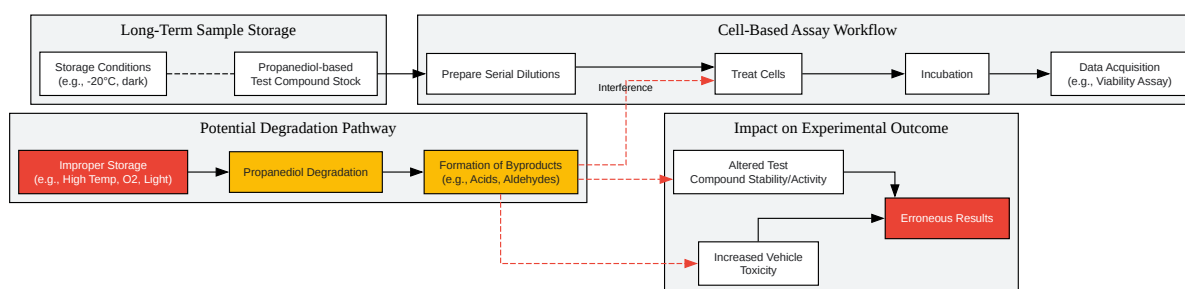 Long-Term Sample Storage
Storage Conditions
(e.g., -20°C, dark)
Propanediol-based
Test Compound Stock
Cell-Based Assay Workflow
Prepare Serial Dilutions
Interference
Treat Cells
Incubation
Data Acquisition
(e.g., Viability Assay)
Potential Degradation Pathway
Improper Storage
(e.g., High Temp, O2, Light)
Propanediol Degradation
Formation of Byproducts
(e.g., Acids, Aldehydes)
Impact on Experimental Outcome
Altered Test
Compound Stability/Activity
Erroneous Results
Increased Vehicle
Toxicity